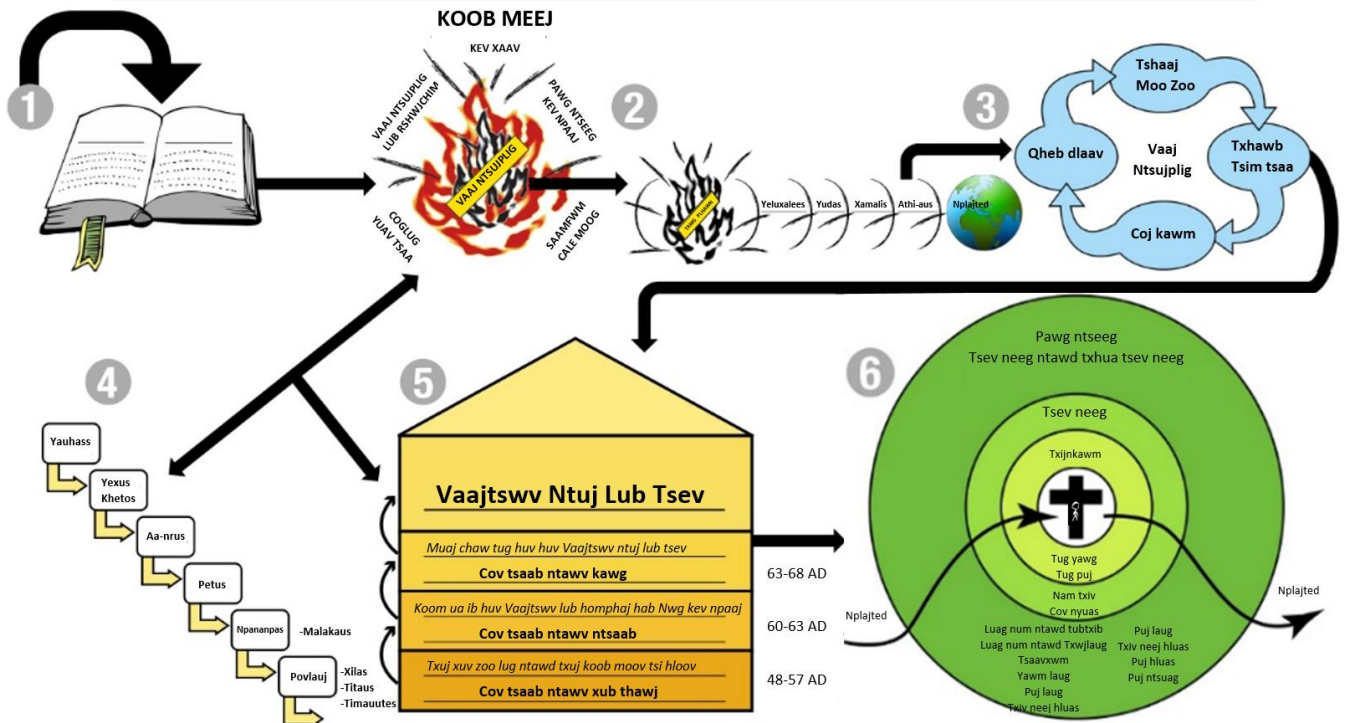 KOOB MEEJ
KEV XAAV
VAAJ NTSUJPLIG
LUB RSHWJCHIM
PAWG NTSEEG
KEV NPAAJ
VAAJ NTSUJPLIG
COGLUG
YUAV TSAA
SAAMFWM
CALE MOOG
1
2
Yeluxalees
Yudas
Xamalis
Athi-aus
Nplajted
3
Tshaaj
Moo Zoo
Qheb dlaav
Vaaj
Ntsujplig
Txhawb
Tsim tsaa
Coj kawm
4
Yauhass
Yexus
Khetos
Aa-nrus
Petus
Npananpas
-Malakaus
Povlauj
-Xilas
-Titaus
-Timauutes
5
Vaajtswv Ntuj Lub Tsev
Muaj chaw tug huv huv Vaajtswv ntuj lub tsev
Cov tsaab ntawv kawg
63-68 AD
Koom ua ib huv Vaajtswv lub homphaj hab Nwg kev npaaj
Cov tsaab ntawv ntsaab
60-63 AD
Txuj xuv zoo lug ntawd txuj koob moov tsi hloov
Cov tsaab ntawv xub thawj
48-57 AD
6
Pawg ntseeg
Tsev neeg ntawd txhua tsev neeg
Tsev neeg
Txijnkawm
Tug yawg
Tug puj
Nam txiv
Cov nyuas
Nplajted
Nplajted
Luag num ntawd tubtxib
Luag num ntawd Txwjlaug
Tsaavxwm
Yawm laug
Puj laug
Txiv neej hluas
Puj laug
Txiv neej hluas
Puj hluas
Puj ntsuag